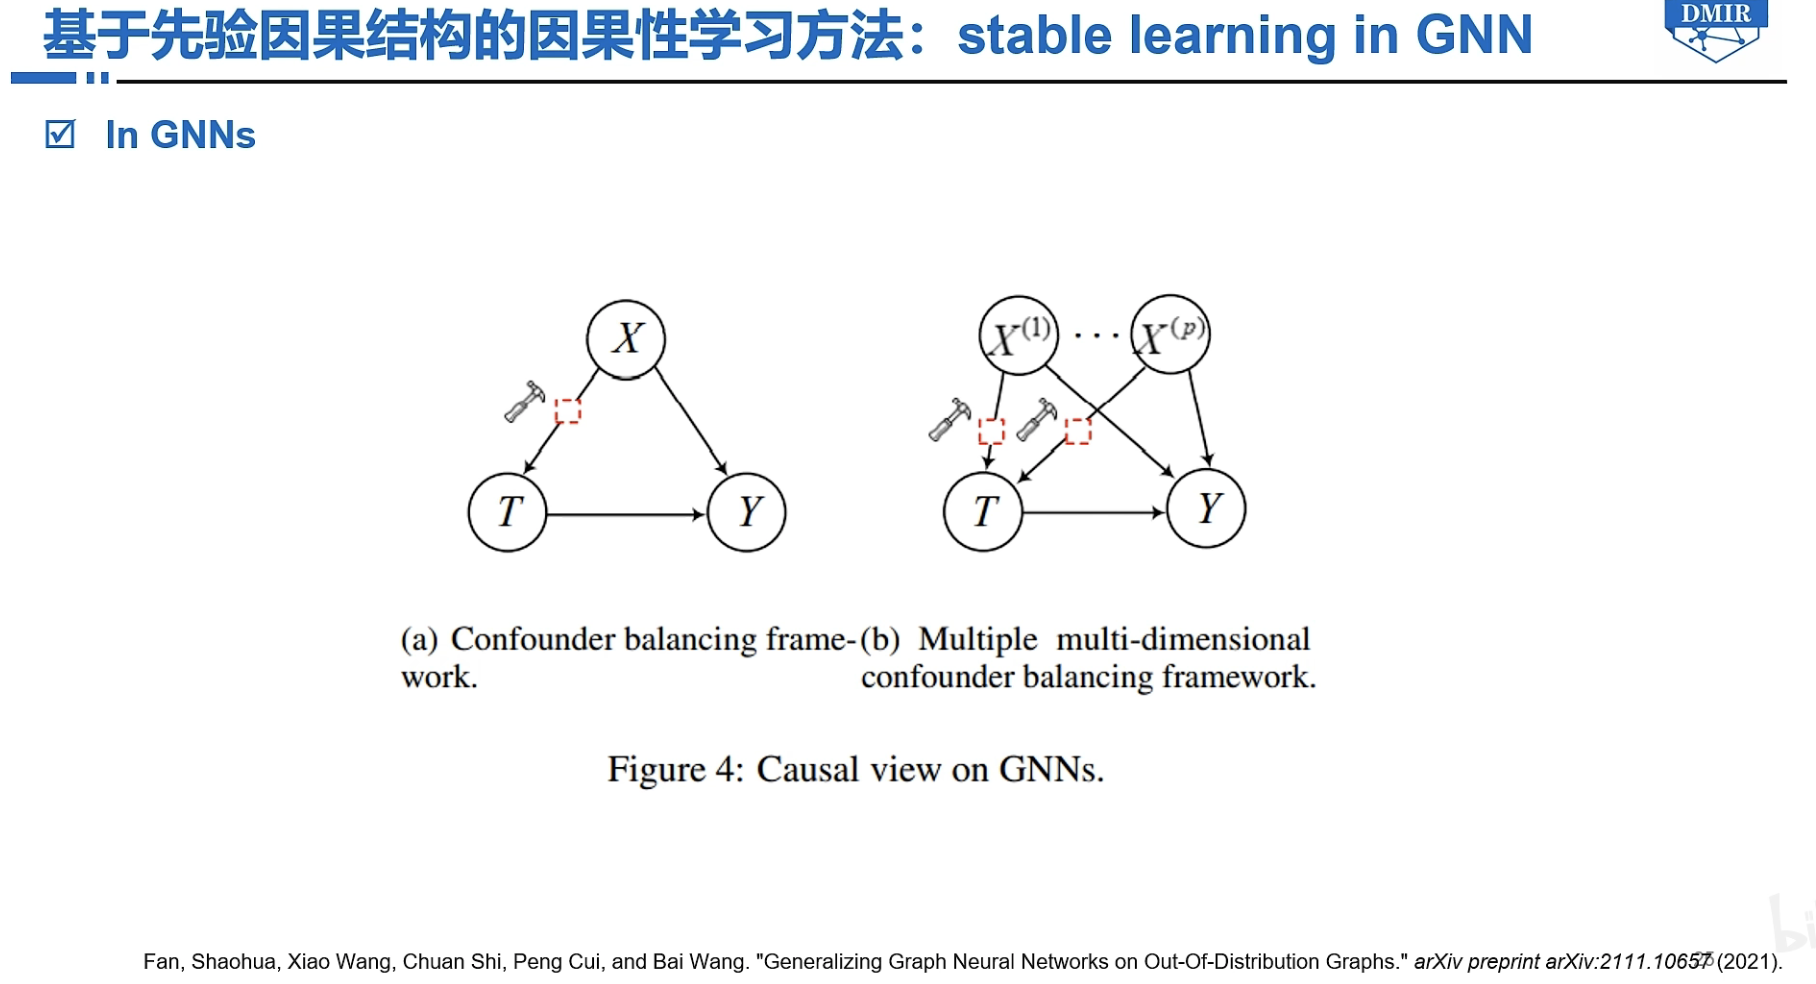 基于先验因果结构的因果性学习方法：stable learning in GNN
DMIR
In GNNs
X
X(1) ··· X(p)
T
Y
T
Y
(a) Confounder balancing frame-
work.
(b) Multiple multi-dimensional
confounder balancing framework.
Figure 4: Causal view on GNNs.
Fan, Shaohua, Xiao Wang, Chuan Shi, Peng Cui, and Bai Wang. "Generalizing Graph Neural Networks on Out-Of-Distribution Graphs." arXiv preprint arXiv:2111.10657 (2021).